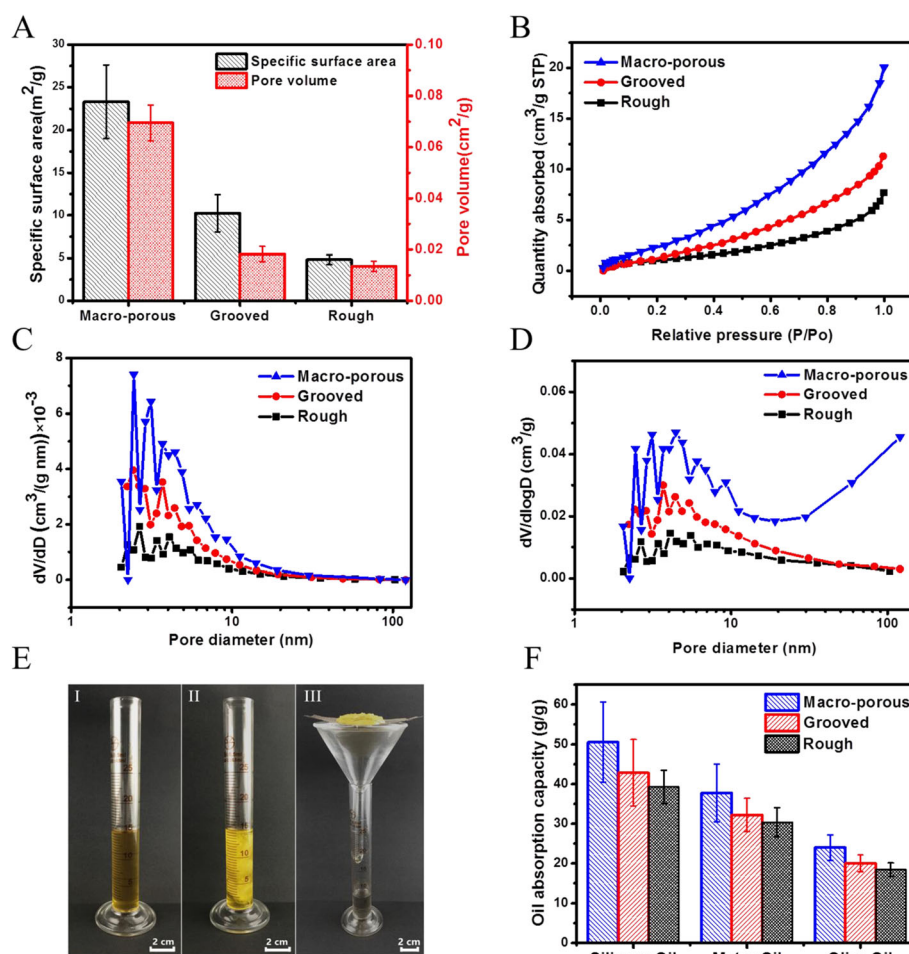 A
Specific surface area(m²/g)
30
25
20
15
10
5
0
Specific surface area
Pore volume
0.10
0.08
0.06
0.04
0.02
0.00
Pore volume(cm²/g)
Macro-porous Grooved Rough
B
Quantity absorbed (cm³/g STP)
20
15
10
5
0
Macro-porous
Grooved
Rough
0.0 0.2 0.4 0.6 0.8 1.0
Relative pressure (P/Po)
C
dV/dD (cm³/(g nm))×10⁻³
8
6
4
2
0
Macro-porous
Grooved
Rough
1 10 100
Pore diameter (nm)
D
dV/dlogD (cm³/g)
0.06
0.04
0.02
0.00
Macro-porous
Grooved
Rough
1 10 100
Pore diameter (nm)
E
I II III
25
20
15
10
5
2 cm 2 cm 2 cm
F
Oil absorption capacity (g/g)
60
50
40
30
20
10
0
Macro-porous
Grooved
Rough